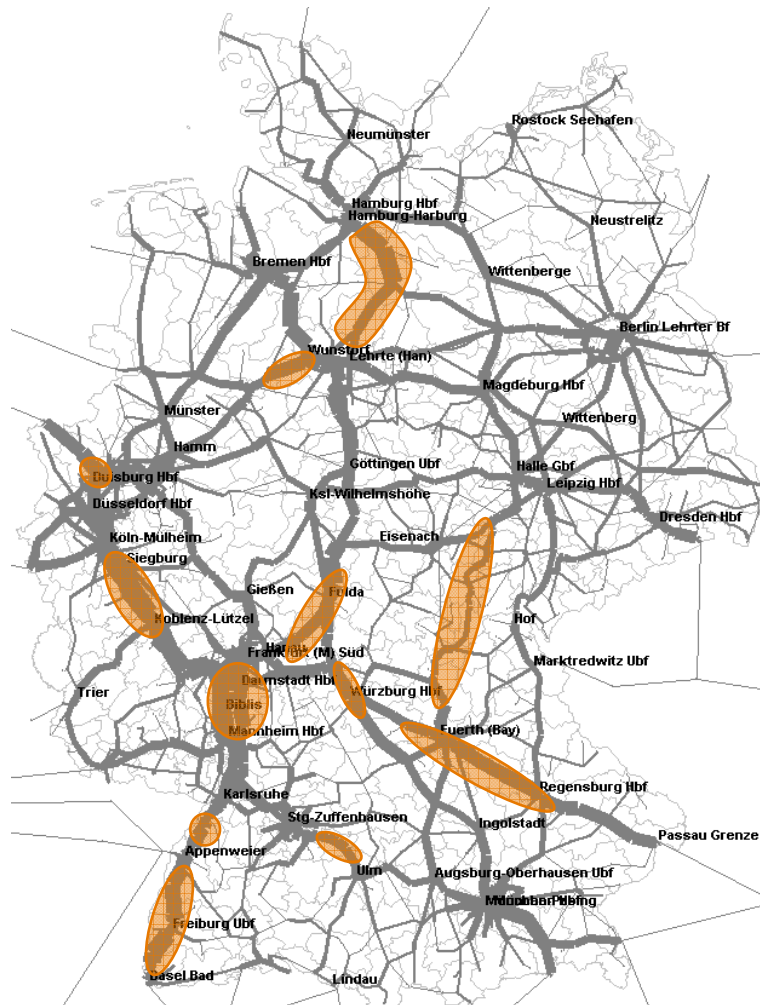 Neumünster
Rostock Seehafen
Hamburg Hbf
Hamburg-Harburg
Neustrelitz
Bremen Hbf
Wittenberge
Berlin Lehrter Bf
Wunstorf
Lehrte (Han)
Magdeburg Hbf
Münster
Wittenberg
Hamm
Göttingen Ubf
Halle Gbf
Duisburg Hbf
Leipzig Hbf
Ksl-Wilhelmshöhe
Düsseldorf Hbf
Dresden Hbf
Köln-Mülheim
Eisenach
Siegburg
Gießen
Fulda
Koblenz-Lützel
Hof
Hanau
Frankfurt (M) Süd
Marktredwitz Ubf
Darmstadt Hbf
Trier
Würzburg Hbf
Biblis
Mannheim Hbf
Fuerth (Bay)
Regensburg Hbf
Karlsruhe
Stg-Zuffenhausen
Ingolstadt
Passau Grenze
Appenweier
Ulm
Augsburg-Oberhausen Ubf
München
Freiburg Ubf
Basel Bad
Lindau